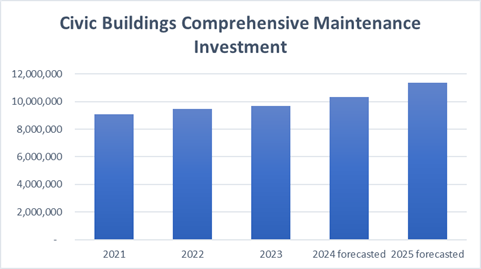 Civic Buildings Comprehensive Maintenance
Investment
12,000,000
10,000,000
8,000,000
6,000,000
4,000,000
2,000,000
-
2021 2022 2023 2024 forecasted 2025 forecasted